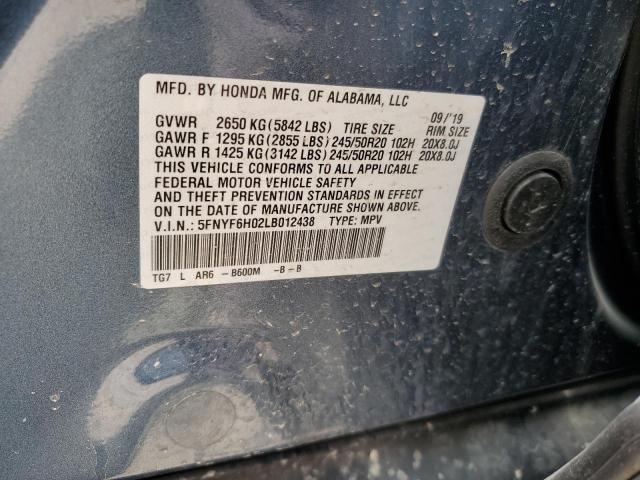 MFD. BY HONDA MFG. OF ALABAMA, LLC 09/'19
GVWR 2650 KG(5842 LBS) TIRE SIZE RIM SIZE
GAWR F 1295 KG(2855 LBS)245/50R20 102H 20X8.0J
GAWR R 1425 KG(3142 LBS)245/50R20 102H 20X8.0J
THIS VEHICLE CONFORMS TO ALL APPLICABLE
FEDERAL MOTOR VEHICLE SAFETY
AND THEFT PREVENTION STANDARDS IN EFFECT
ON THE DATE OF MANUFACTURE SHOWN ABOVE.
V.I.N.: 5FNYF6H02LB012438 TYPE: MPV
TG7 L AR6 -B600M -B-B